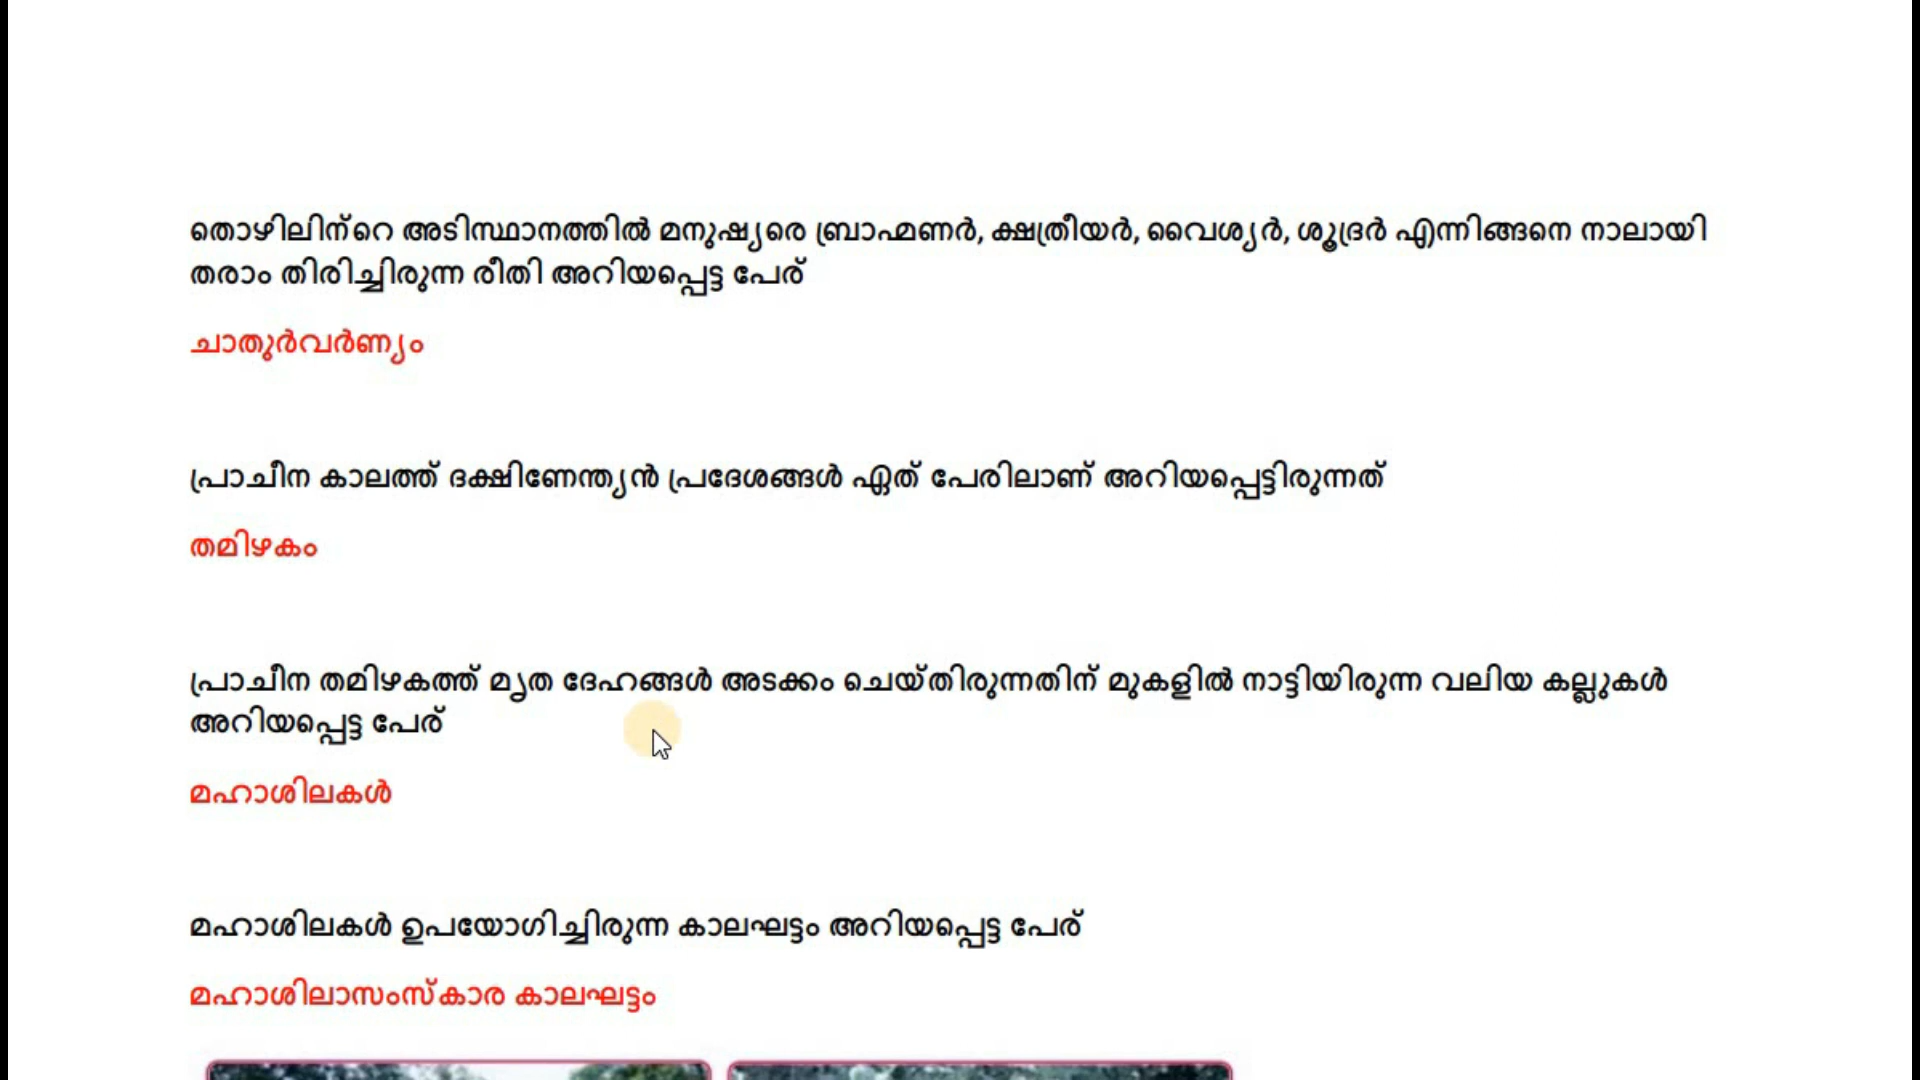 തൊഴിലിന്റെ അടിസ്ഥാനത്തിൽ മനുഷ്യരെ ബ്രാഹ്മണർ, ക്ഷത്രീയർ, വൈശ്യർ, ശൂദ്രർ എന്നിങ്ങനെ നാലായി
തരാം തിരിച്ചിരുന്ന രീതി അറിയപ്പെട്ട പേര്
ചാതുർവർണ്യം
പ്രാചീന കാലത്ത് ദക്ഷിണേന്ത്യൻ പ്രദേശങ്ങൾ ഏത് പേരിലാണ് അറിയപ്പെട്ടിരുന്നത്
തമിഴകം
പ്രാചീന തമിഴകത്ത് മൃത ദേഹങ്ങൾ അടക്കം ചെയ്തിരുന്നതിന് മുകളിൽ നാട്ടിയിരുന്ന വലിയ കല്ലുകൾ
അറിയപ്പെട്ട പേര്
മഹാശിലകൾ
മഹാശിലകൾ ഉപയോഗിച്ചിരുന്ന കാലഘട്ടം അറിയപ്പെട്ട പേര്
മഹാശിലാസംസ്കാര കാലഘട്ടം